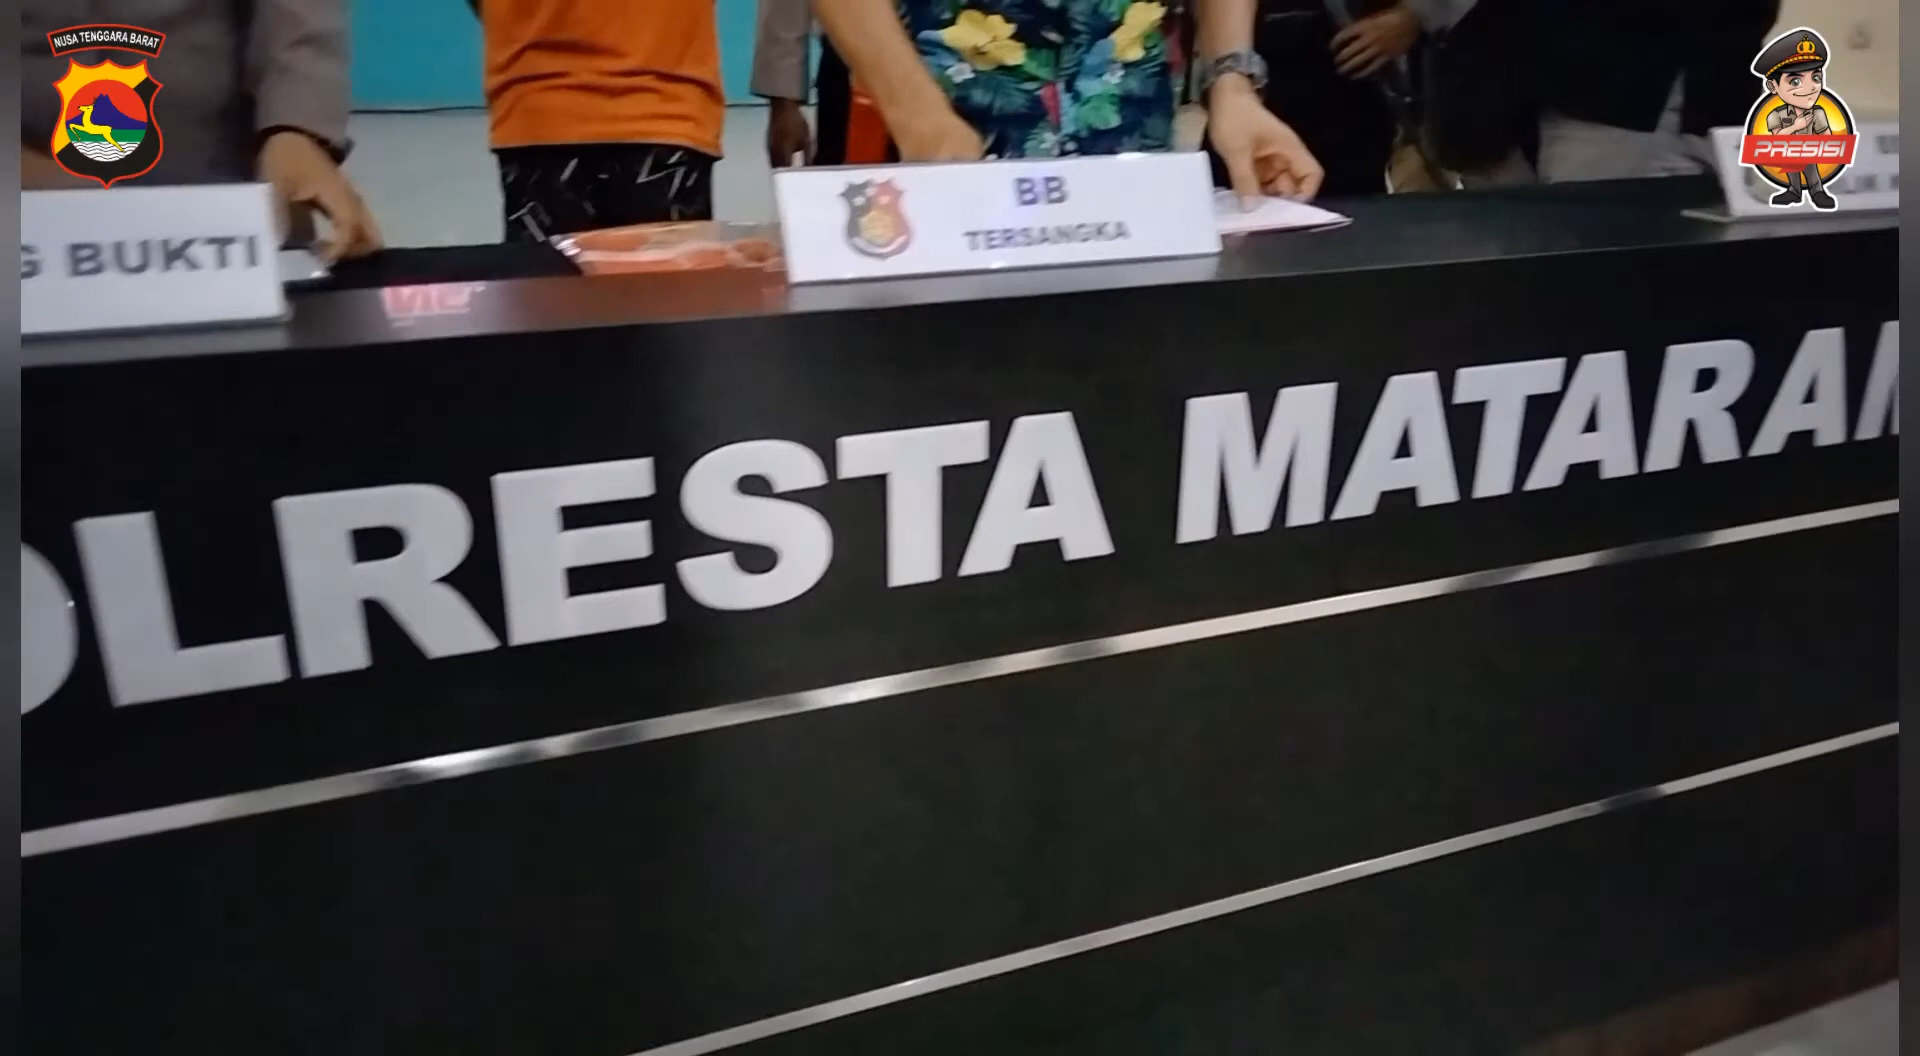 NUSA TENGGARA BARAT
PRESISI
G BUKTI
BB
TERSANGKA
OLRESTA MATARAM